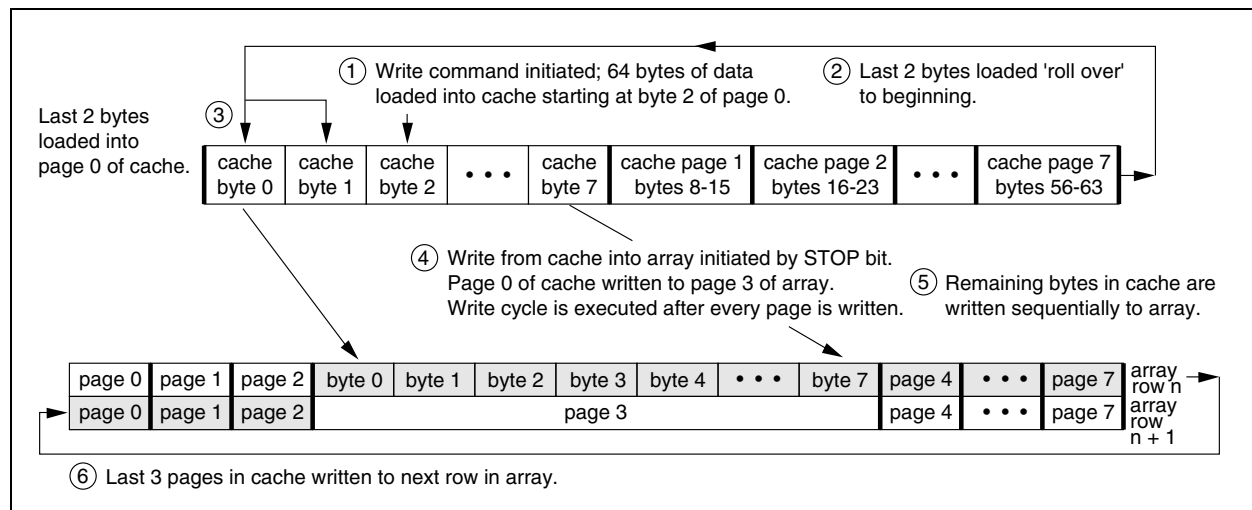 ① Write command initiated; 64 bytes of data
loaded into cache starting at byte 2 of page 0.
② Last 2 bytes loaded 'roll over'
to beginning.
Last 2 bytes
loaded into
page 0 of cache.
③
cache byte 0
cache byte 1
cache byte 2
• • •
cache byte 7
cache page 1 bytes 8-15
cache page 2 bytes 16-23
• • •
cache page 7 bytes 56-63
④ Write from cache into array initiated by STOP bit.
Page 0 of cache written to page 3 of array.
Write cycle is executed after every page is written.
⑤ Remaining bytes in cache are
written sequentially to array.
page 0 page 1 page 2 byte 0 byte 1 byte 2 byte 3 byte 4 • • • byte 7 page 4 • • • page 7 array row n
page 0 page 1 page 2 page 3 page 4 • • • page 7 array row n + 1
⑥ Last 3 pages in cache written to next row in array.